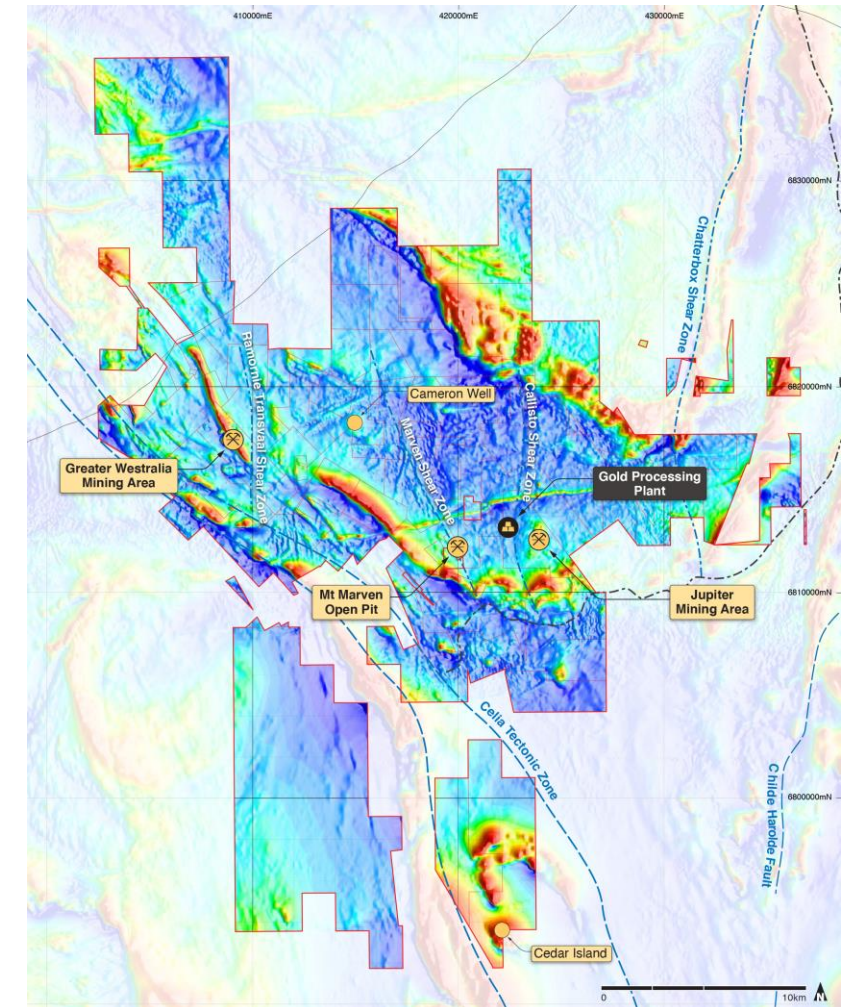 410000mE
420000mE
430000mE
6830000mN
Chatterbox Shear Zone
6820000mN
Ramornie Transvaal Shear Zone
Cameron Well
Marven Shear Zone
Callisto Shear Zone
Greater Westralia
Mining Area
Gold Processing
Plant
Mt Marven
Open Pit
Jupiter
Mining Area
6810000mN
Celia Tectonic Zone
6800000mN
Childe Harolde Fault
Cedar Island
0
10km
N